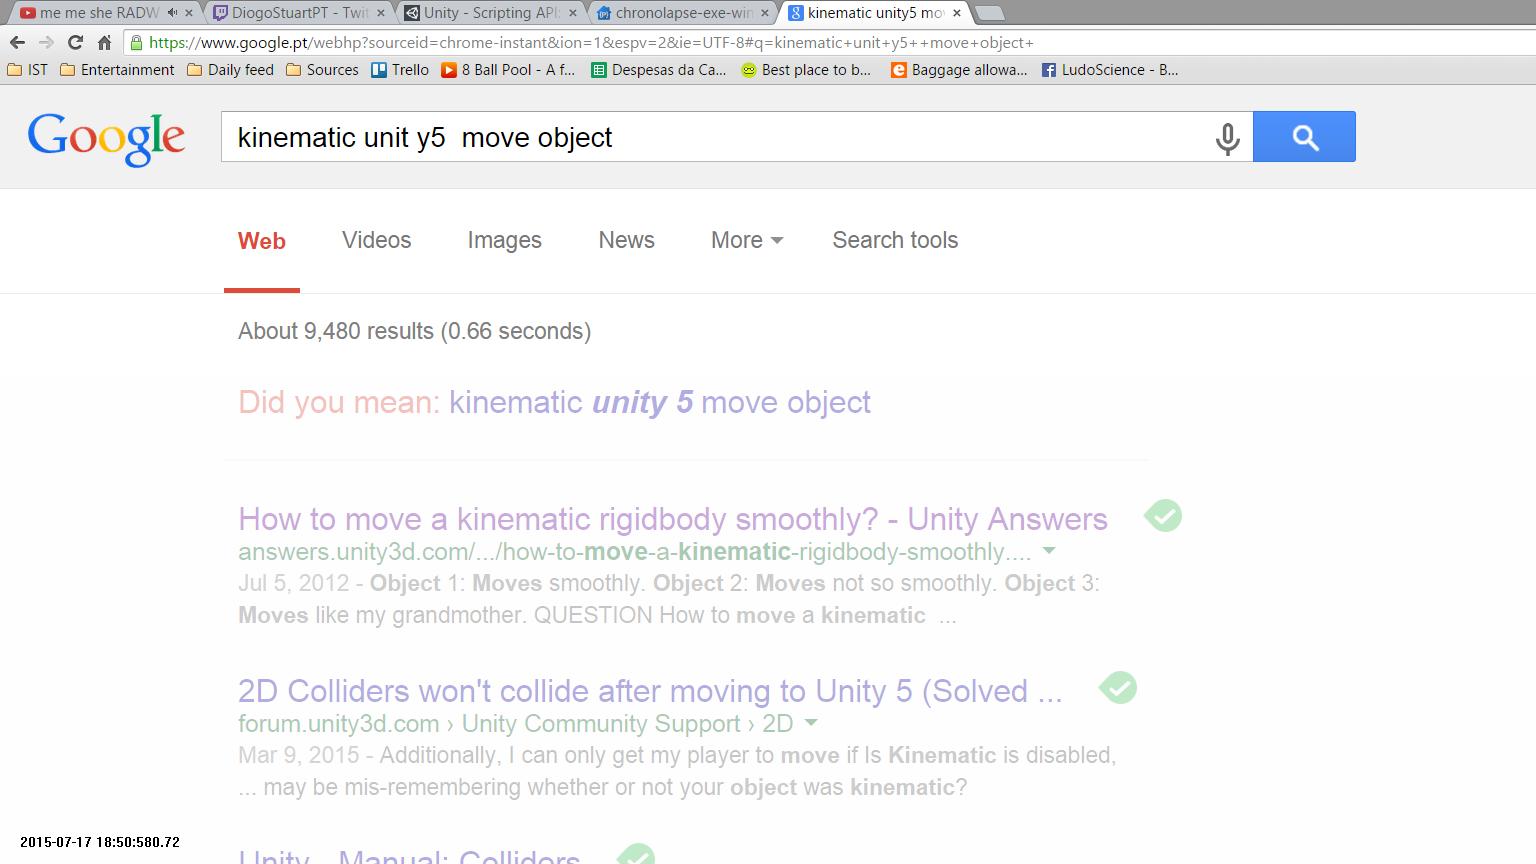 me me she RADW
DiogoStuartPT - Twit
Unity - Scripting API:
chronolapse-exe-win
kinematic unity5 mov
https://www.google.pt/webhp?sourceid=chrome-instant&ion=1&espv=2&ie=UTF-8#q=kinematic+unit+y5++move+object+
IST Entertainment Daily feed Sources Trello 8 Ball Pool - A f... Despesas da Ca... Best place to b... Baggage allowa... LudoScience - B...
Google
kinematic unit y5  move object
Web Videos Images News More Search tools
About 9,480 results (0.66 seconds)
Did you mean: kinematic unity 5 move object
How to move a kinematic rigidbody smoothly? - Unity Answers
answers.unity3d.com/.../how-to-move-a-kinematic-rigidbody-smoothly....
Jul 5, 2012 - Object 1: Moves smoothly. Object 2: Moves not so smoothly. Object 3:
Moves like my grandmother. QUESTION How to move a kinematic ...
2D Colliders won't collide after moving to Unity 5 (Solved ...
forum.unity3d.com › Unity Community Support › 2D
Mar 9, 2015 - Additionally, I can only get my player to move if Is Kinematic is disabled,
... may be mis-remembering whether or not your object was kinematic?
2015-07-17 18:50:580.72
Unity - Manual: Colliders